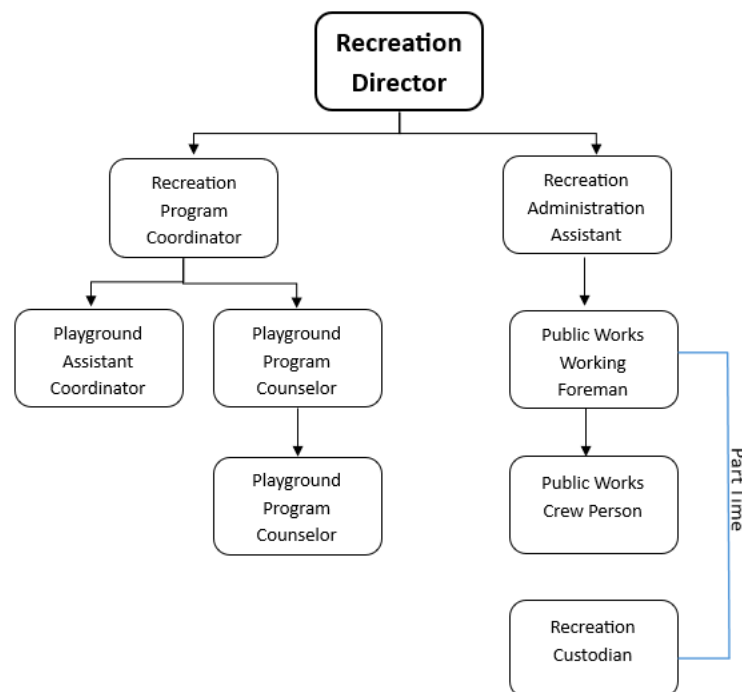 Recreation
Director
Recreation
Program
Coordinator
Recreation
Administration
Assistant
Playground
Assistant
Coordinator
Playground
Program
Counselor
Public Works
Working
Foreman
Playground
Program
Counselor
Public Works
Crew Person
Part Time
Recreation
Custodian